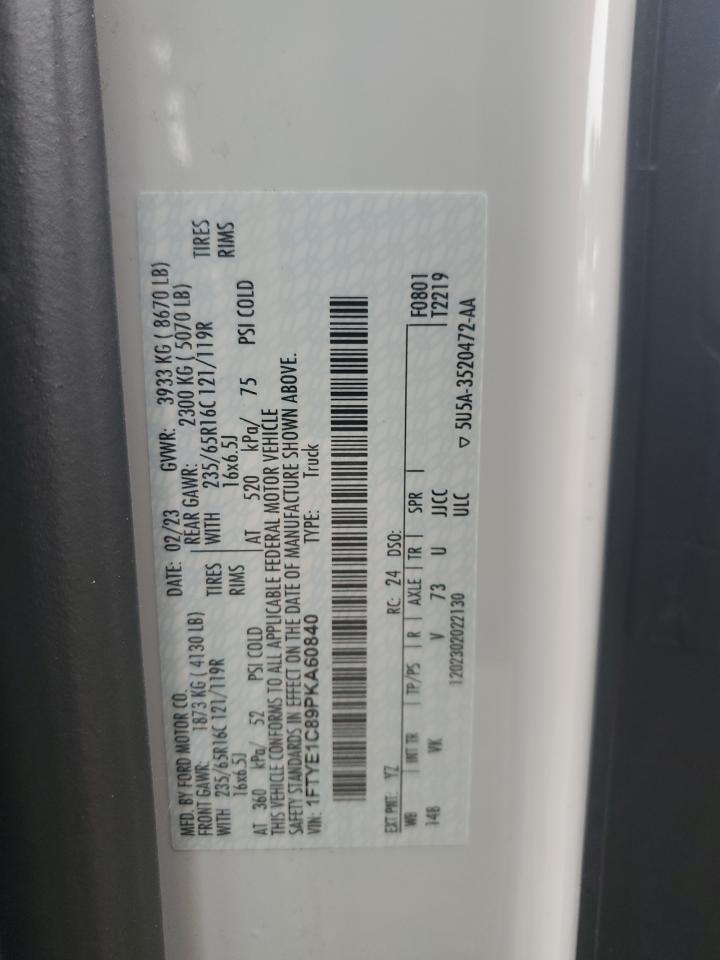 MFD. BY FORD MOTOR CO. DATE: 02/23 GVWR: 3933 KG ( 8670 LB)
FRONT GAWR: 1873 KG ( 4130 LB) REAR GAWR: 2300 KG ( 5070 LB)
WITH 235/65R16C 121/119R TIRES WITH 235/65R16C 121/119R TIRES
16x6.5J RIMS 16x6.5J RIMS
AT 360 kPa/ 52 PSI COLD AT 520 kPa/ 75 PSI COLD
THIS VEHICLE CONFORMS TO ALL APPLICABLE FEDERAL MOTOR VEHICLE
SAFETY STANDARDS IN EFFECT ON THE DATE OF MANUFACTURE SHOWN ABOVE.
VIN: 1FTYE1C89PKA60840 TYPE: Truck
EXT PNT: YZ RC: 24 DSO:
WB INT TR TP/PS R AXLE TR SPR F0801
148 VK V 73 U JJCC T2219
1202302022130 ULC
▽ 5U5A-3520472-AA